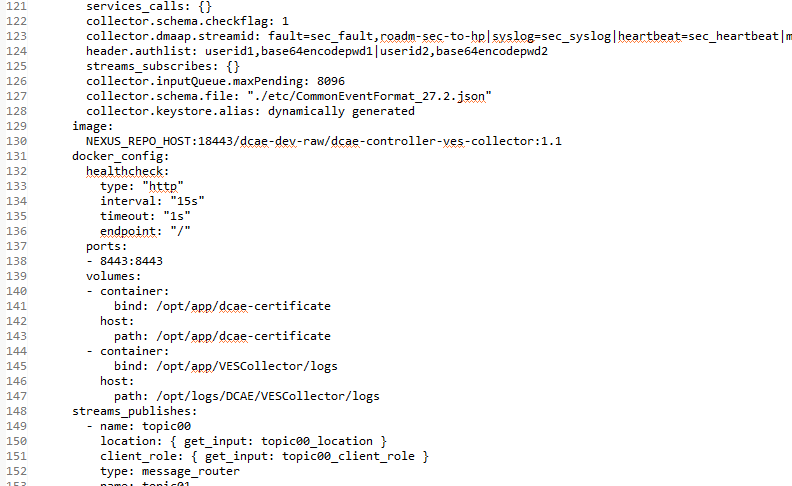 121 services_calls: {}
122 collector.schema.checkflag: 1
123 collector.dmaap.streamid: fault=sec_fault,roadm-sec-to-hp|syslog=sec_syslog|heartbeat=sec_heartbeat|m
124 header.authlist: userid1,base64encodepwd1|userid2,base64encodepwd2
125 streams_subscribes: {}
126 collector.inputQueue.maxPending: 8096
127 collector.schema.file: "./etc/CommonEventFormat_27.2.json"
128 collector.keystore.alias: dynamically generated
129 image:
130 NEXUS_REPO_HOST:18443/dcae-dev-raw/dcae-controller-ves-collector:1.1
131 docker_config:
132 healthcheck:
133 type: "http"
134 interval: "15s"
135 timeout: "1s"
136 endpoint: "/"
137 ports:
138 - 8443:8443
139 volumes:
140 - container:
141 bind: /opt/app/dcae-certificate
142 host:
143 path: /opt/app/dcae-certificate
144 - container:
145 bind: /opt/app/VESCollector/logs
146 host:
147 path: /opt/logs/DCAE/VESCollector/logs
148 streams_publishes:
149 - name: topic00
150 location: { get_input: topic00_location }
151 client_role: { get_input: topic00_client_role }
152 type: message_router
153 name: topic01